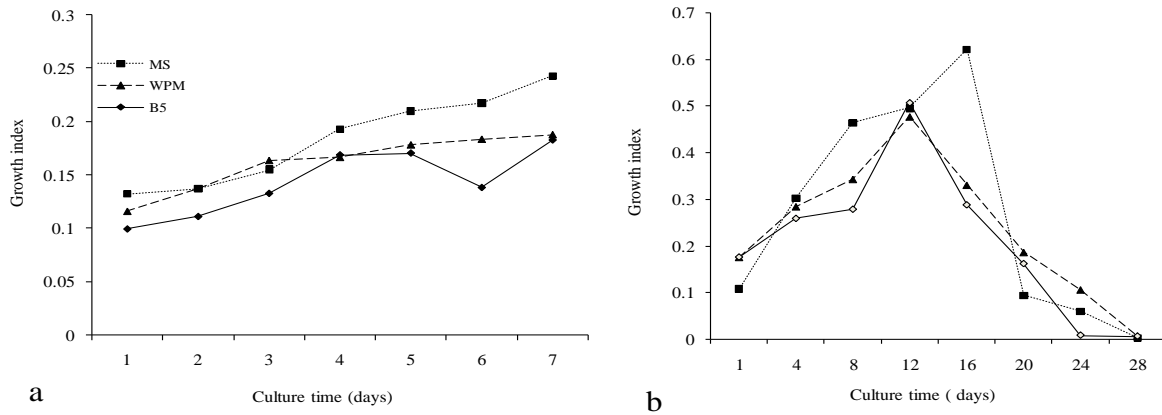 0.3
0.25
0.2
0.15
0.1
0.05
0
Growth index
MS
WPM
B5
1 2 3 4 5 6 7
Culture time (days)
a
0.7
0.6
0.5
0.4
0.3
0.2
0.1
0
Growth index
1 4 8 12 16 20 24 28
Culture time ( days)
b